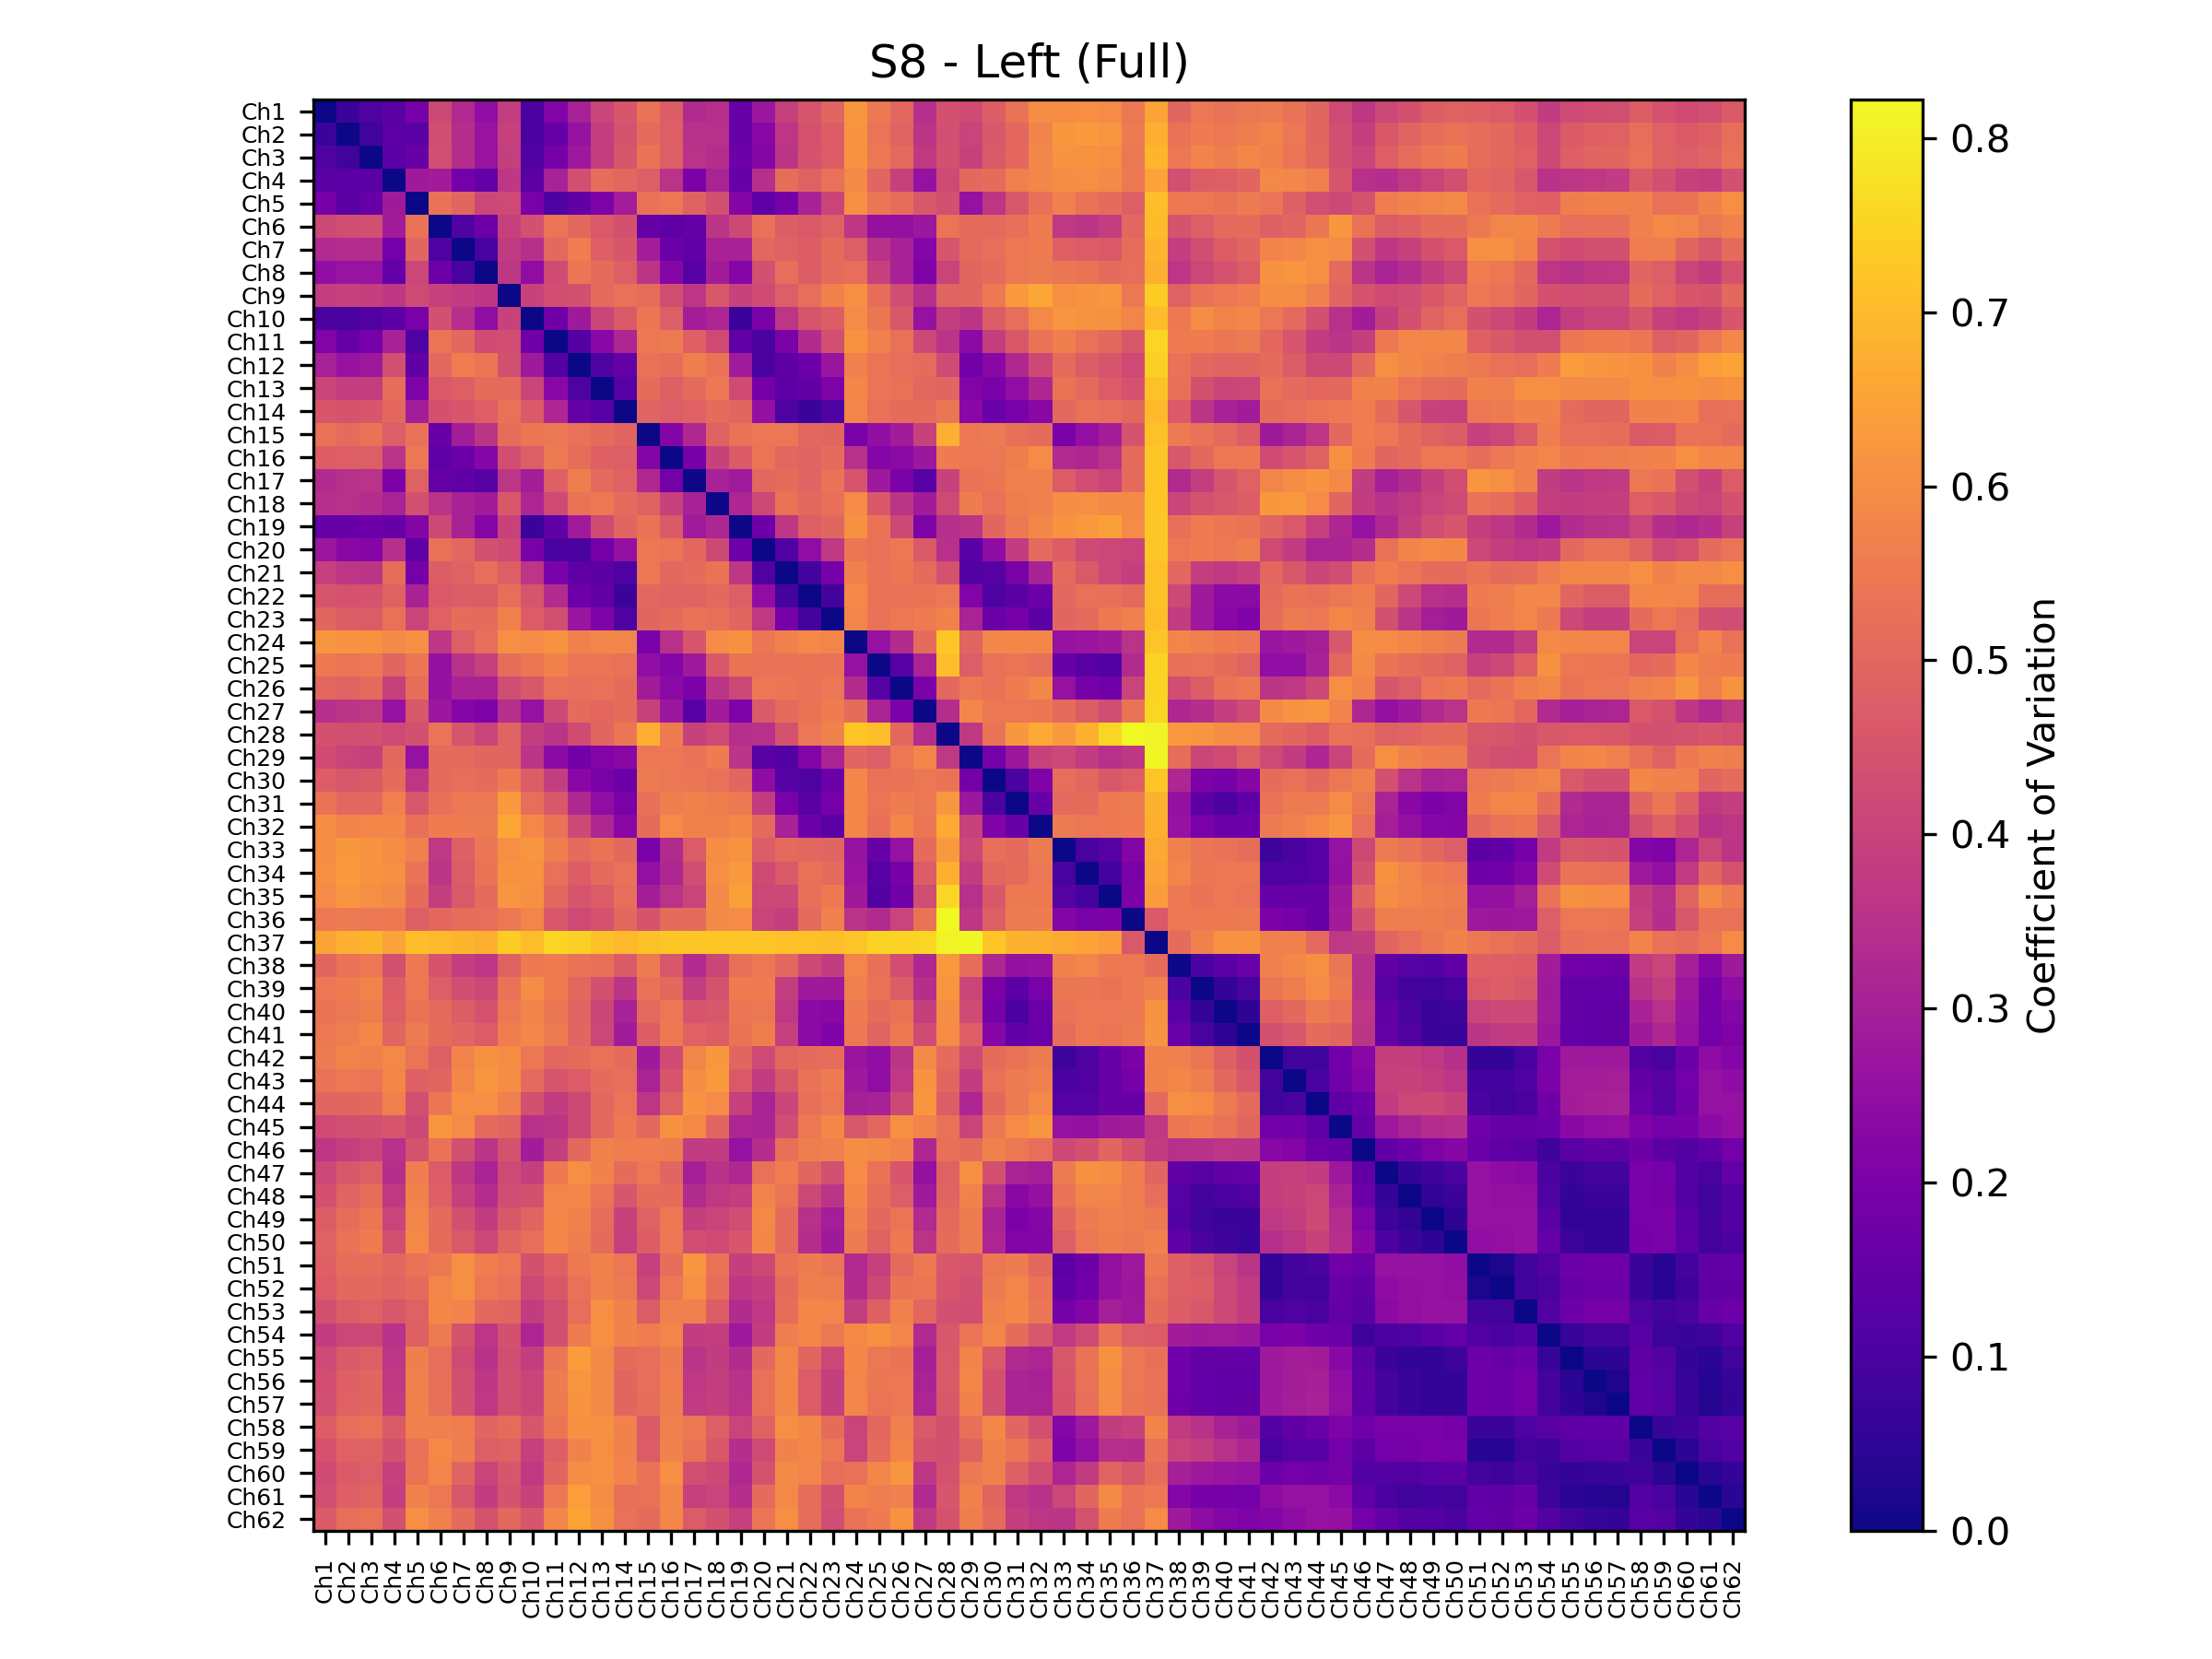 S8 - Left (Full)
Ch1
Ch2
Ch3
Ch4
Ch5
Ch6
Ch7
Ch8
Ch9
Ch10
Ch11
Ch12
Ch13
Ch14
Ch15
Ch16
Ch17
Ch18
Ch19
Ch20
Ch21
Ch22
Ch23
Ch24
Ch25
Ch26
Ch27
Ch28
Ch29
Ch30
Ch31
Ch32
Ch33
Ch34
Ch35
Ch36
Ch37
Ch38
Ch39
Ch40
Ch41
Ch42
Ch43
Ch44
Ch45
Ch46
Ch47
Ch48
Ch49
Ch50
Ch51
Ch52
Ch53
Ch54
Ch55
Ch56
Ch57
Ch58
Ch59
Ch60
Ch61
Ch62
Ch1 Ch2 Ch3 Ch4 Ch5 Ch6 Ch7 Ch8 Ch9 Ch10 Ch11 Ch12 Ch13 Ch14 Ch15 Ch16 Ch17 Ch18 Ch19 Ch20 Ch21 Ch22 Ch23 Ch24 Ch25 Ch26 Ch27 Ch28 Ch29 Ch30 Ch31 Ch32 Ch33 Ch34 Ch35 Ch36 Ch37 Ch38 Ch39 Ch40 Ch41 Ch42 Ch43 Ch44 Ch45 Ch46 Ch47 Ch48 Ch49 Ch50 Ch51 Ch52 Ch53 Ch54 Ch55 Ch56 Ch57 Ch58 Ch59 Ch60 Ch61 Ch62
0.8
0.7
0.6
0.5
0.4
0.3
0.2
0.1
0.0
Coefficient of Variation